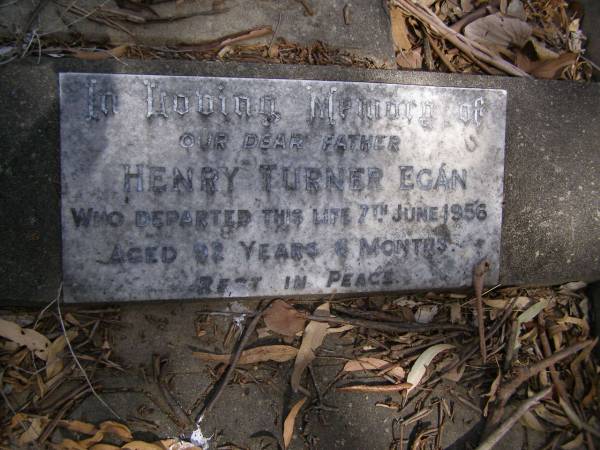 In Loving Memory of
OUR DEAR FATHER
HENRY TURNER EGAN
WHO DEPARTED THIS LIFE 7TH JUNE 1956
AGED YEARS MONTHS
REST IN PEACE